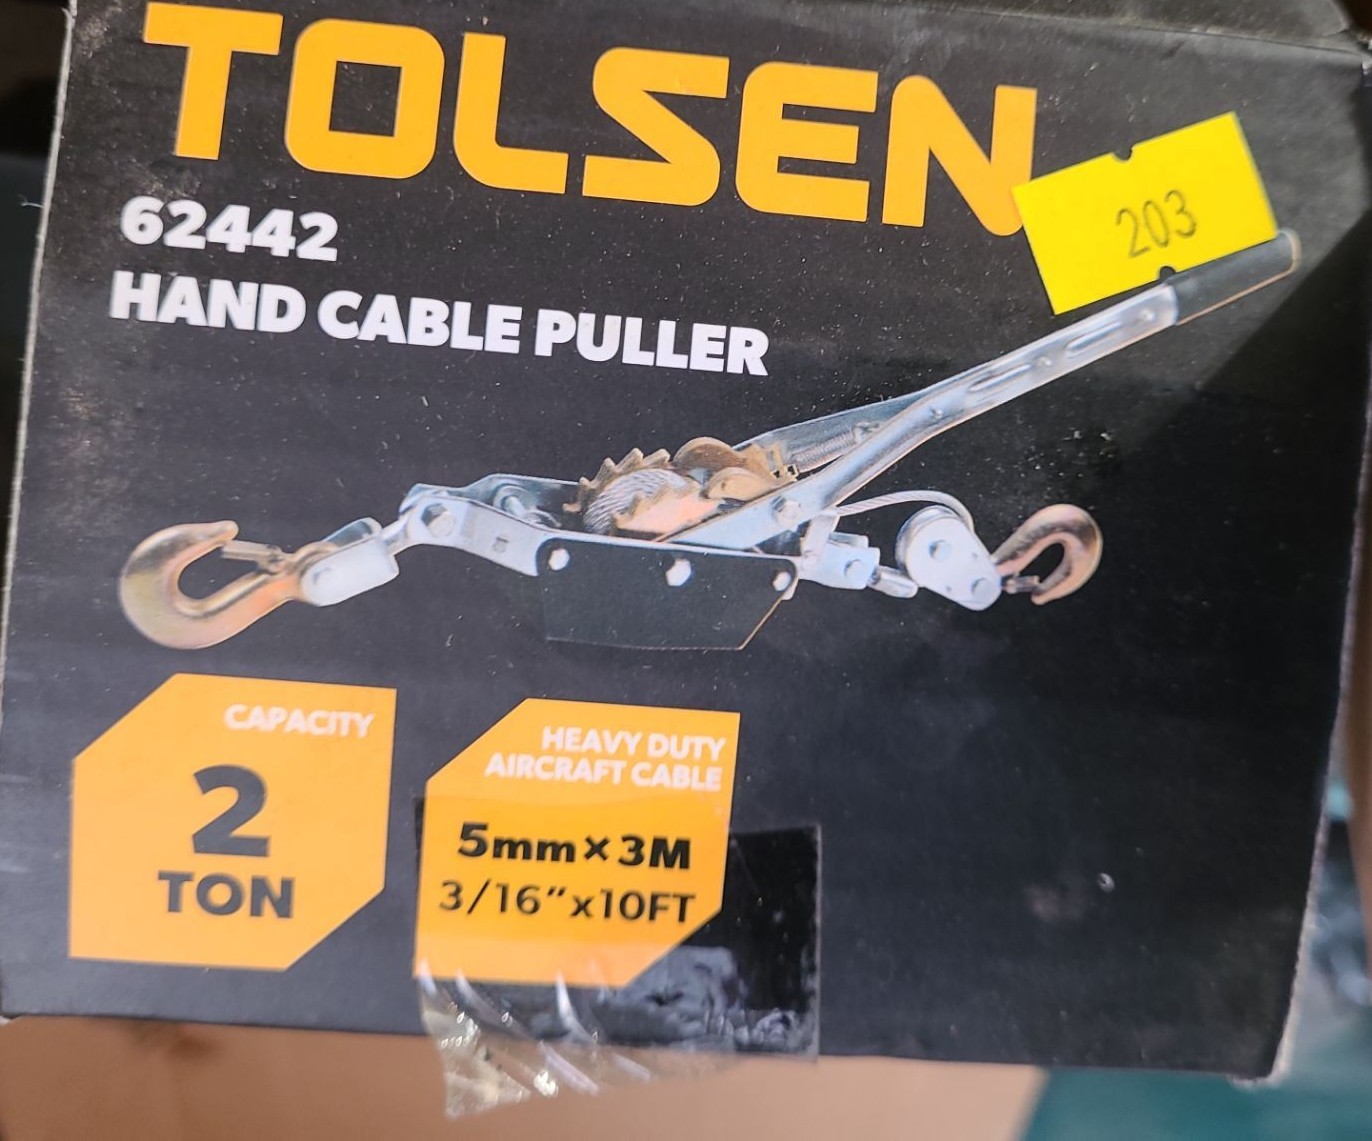 TOLSEN
203
62442
HAND CABLE PULLER
CAPACITY
2
TON
HEAVY DUTY
AIRCRAFT CABLE
5mm×3M
3/16"x10FT